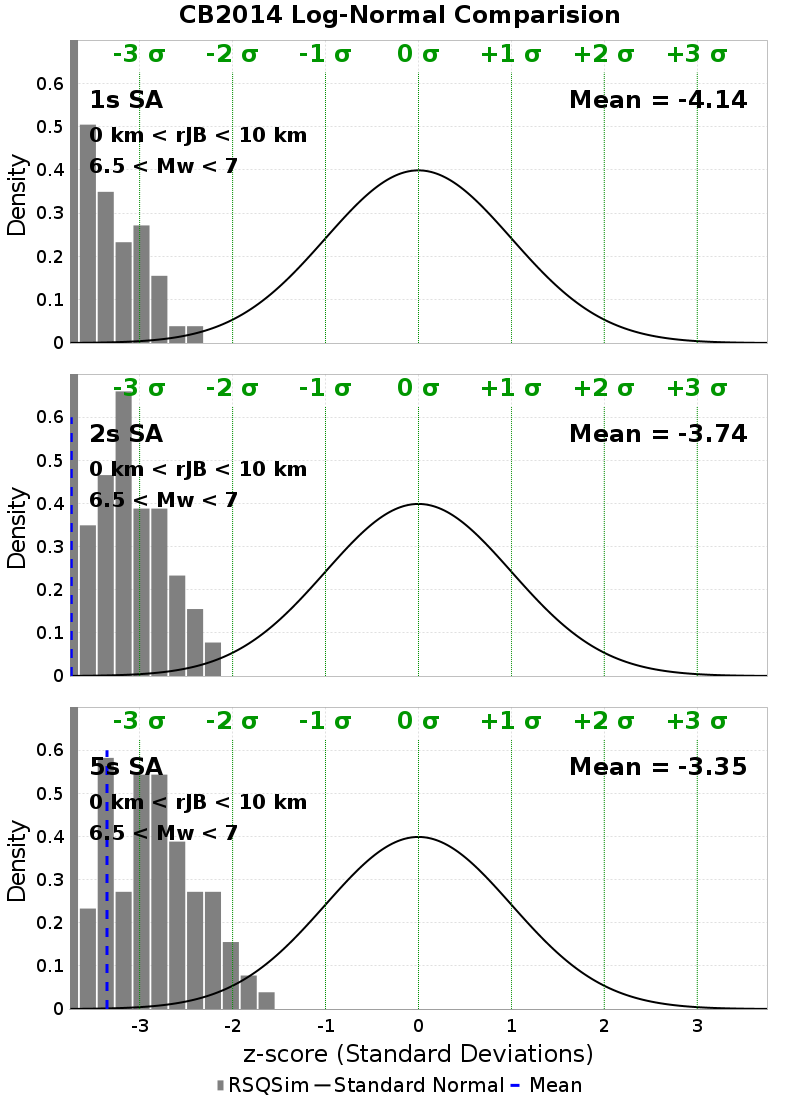 CB2014 Log-Normal Comparision
-3 σ -2 σ -1 σ 0 σ +1 σ +2 σ +3 σ
1s SA
Mean = -4.14
0 km < rJB < 10 km
6.5 < Mw < 7
Density
0.6
0.5
0.4
0.3
0.2
0.1
0
-3 σ -2 σ -1 σ 0 σ +1 σ +2 σ +3 σ
2s SA
Mean = -3.74
0 km < rJB < 10 km
6.5 < Mw < 7
Density
0.6
0.5
0.4
0.3
0.2
0.1
0
-3 σ -2 σ -1 σ 0 σ +1 σ +2 σ +3 σ
5s SA
Mean = -3.35
0 km < rJB < 10 km
6.5 < Mw < 7
Density
0.6
0.5
0.4
0.3
0.2
0.1
0
-3 -2 -1 0 1 2 3
z-score (Standard Deviations)
RSQSim Standard Normal Mean